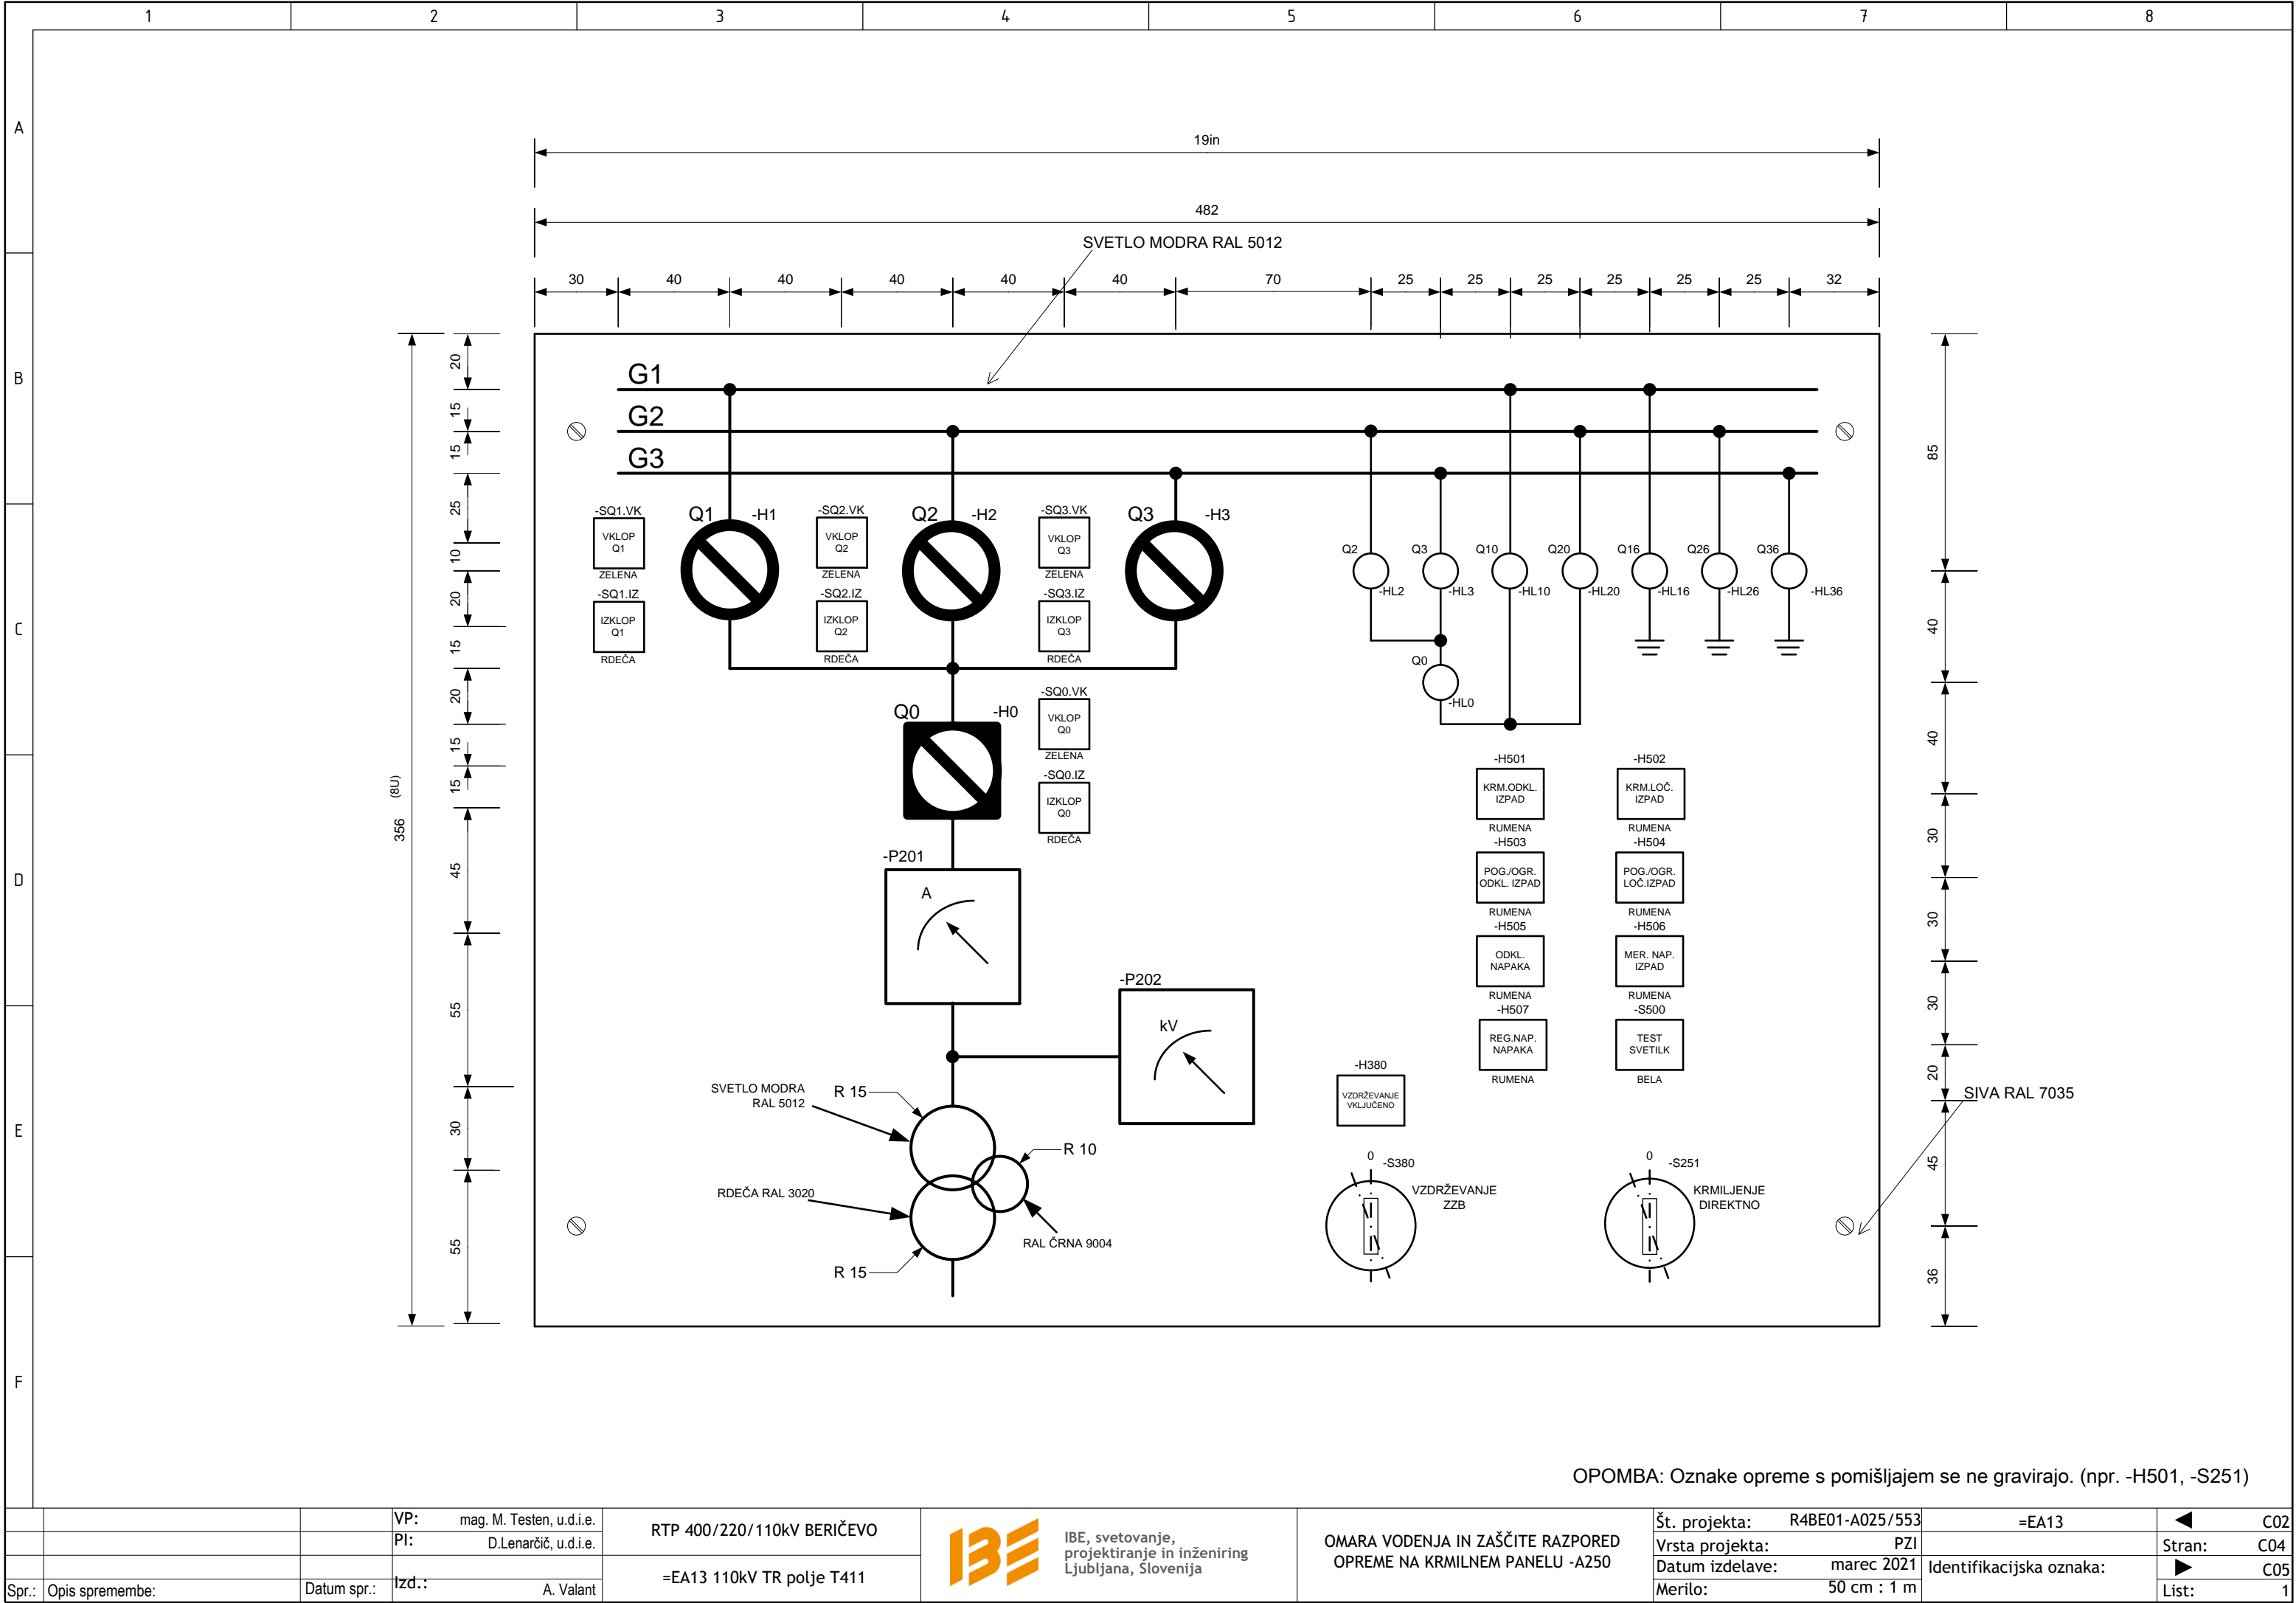 1 2 3 4 5 6 7 8
A
B
C
D
E
F
19in
482
SVETLO MODRA RAL 5012
30 40 40 40 40 40 70 25 25 25 25 25 25 32
356 (8U)
20
15
15
25
10
20
15
20
15
15
45
55
30
55
85
40
40
30
30
30
20
45
36
G1
G2
G3
-SQ1.VK
VKLOP
Q1
ZELENA
-SQ1.IZ
IZKLOP
Q1
RDEČA
Q1 -H1
-SQ2.VK
VKLOP
Q2
ZELENA
-SQ2.IZ
IZKLOP
Q2
RDEČA
Q2 -H2
-SQ3.VK
VKLOP
Q3
ZELENA
-SQ3.IZ
IZKLOP
Q3
RDEČA
Q3 -H3
Q2 Q3 Q10 Q20 Q16 Q26 Q36
-HL2 -HL3 -HL10 -HL20 -HL16 -HL26 -HL36
Q0
-HL0
Q0 -H0
-SQ0.VK
VKLOP
Q0
ZELENA
-SQ0.IZ
IZKLOP
Q0
RDEČA
-P201
A
-P202
kV
-H501
KRM.ODKL.
IZPAD
RUMENA
-H502
KRM.LOČ.
IZPAD
RUMENA
-H503
POG./OGR.
ODKL. IZPAD
RUMENA
-H504
POG./OGR.
LOČ.IZPAD
RUMENA
-H505
ODKL.
NAPAKA
RUMENA
-H506
MER. NAP.
IZPAD
RUMENA
-H507
REG.NAP.
NAPAKA
RUMENA
-S500
TEST
SVETILK
BELA
-H380
VZDRŽEVANJE
VKLJUČENO
SIVA RAL 7035
SVETLO MODRA
RAL 5012
R 15
R 10
RDEČA RAL 3020
RAL ČRNA 9004
R 15
0 -S380
VZDRŽEVANJE
ZZB
0 -S251
KRMILJENJE
DIREKTNO
OPOMBA: Oznake opreme s pomišljajem se ne gravirajo. (npr. -H501, -S251)
Spr.: Opis spremembe: Datum spr.:
VP: mag. M. Testen, u.d.i.e.
PI: D.Lenarčič, u.d.i.e.
Izd.: A. Valant
RTP 400/220/110kV BERIČEVO
=EA13 110kV TR polje T411
IBE
IBE, svetovanje,
projektiranje in inženiring
Ljubljana, Slovenija
OMARA VODENJA IN ZAŠČITE RAZPORED
OPREME NA KRMILNEM PANELU -A250
Št. projekta: R4BE01-A025/553
Vrsta projekta: PZI
Datum izdelave: marec 2021
Merilo: 50 cm : 1 m
=EA13
Identifikacijska oznaka:
C02
Stran: C04
C05
List: 1